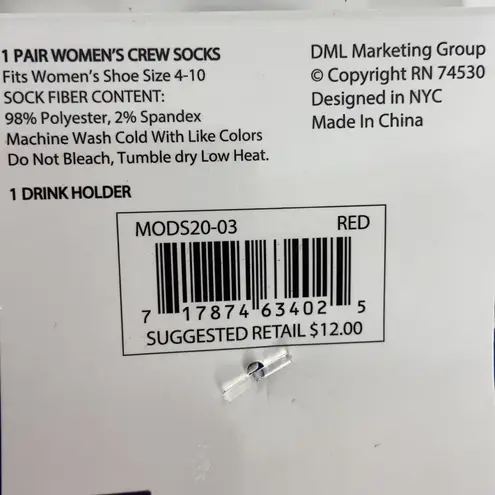 1 PAIR WOMEN'S CREW SOCKS
Fits Women's Shoe Size 4-10
SOCK FIBER CONTENT:
98% Polyester, 2% Spandex
Machine Wash Cold With Like Colors
Do Not Bleach, Tumble dry Low Heat.
1 DRINK HOLDER
DML Marketing Group
© Copyright RN 74530
Designed in NYC
Made In China
MODS20-03 RED
7 17874 63402 5
SUGGESTED RETAIL $12.00